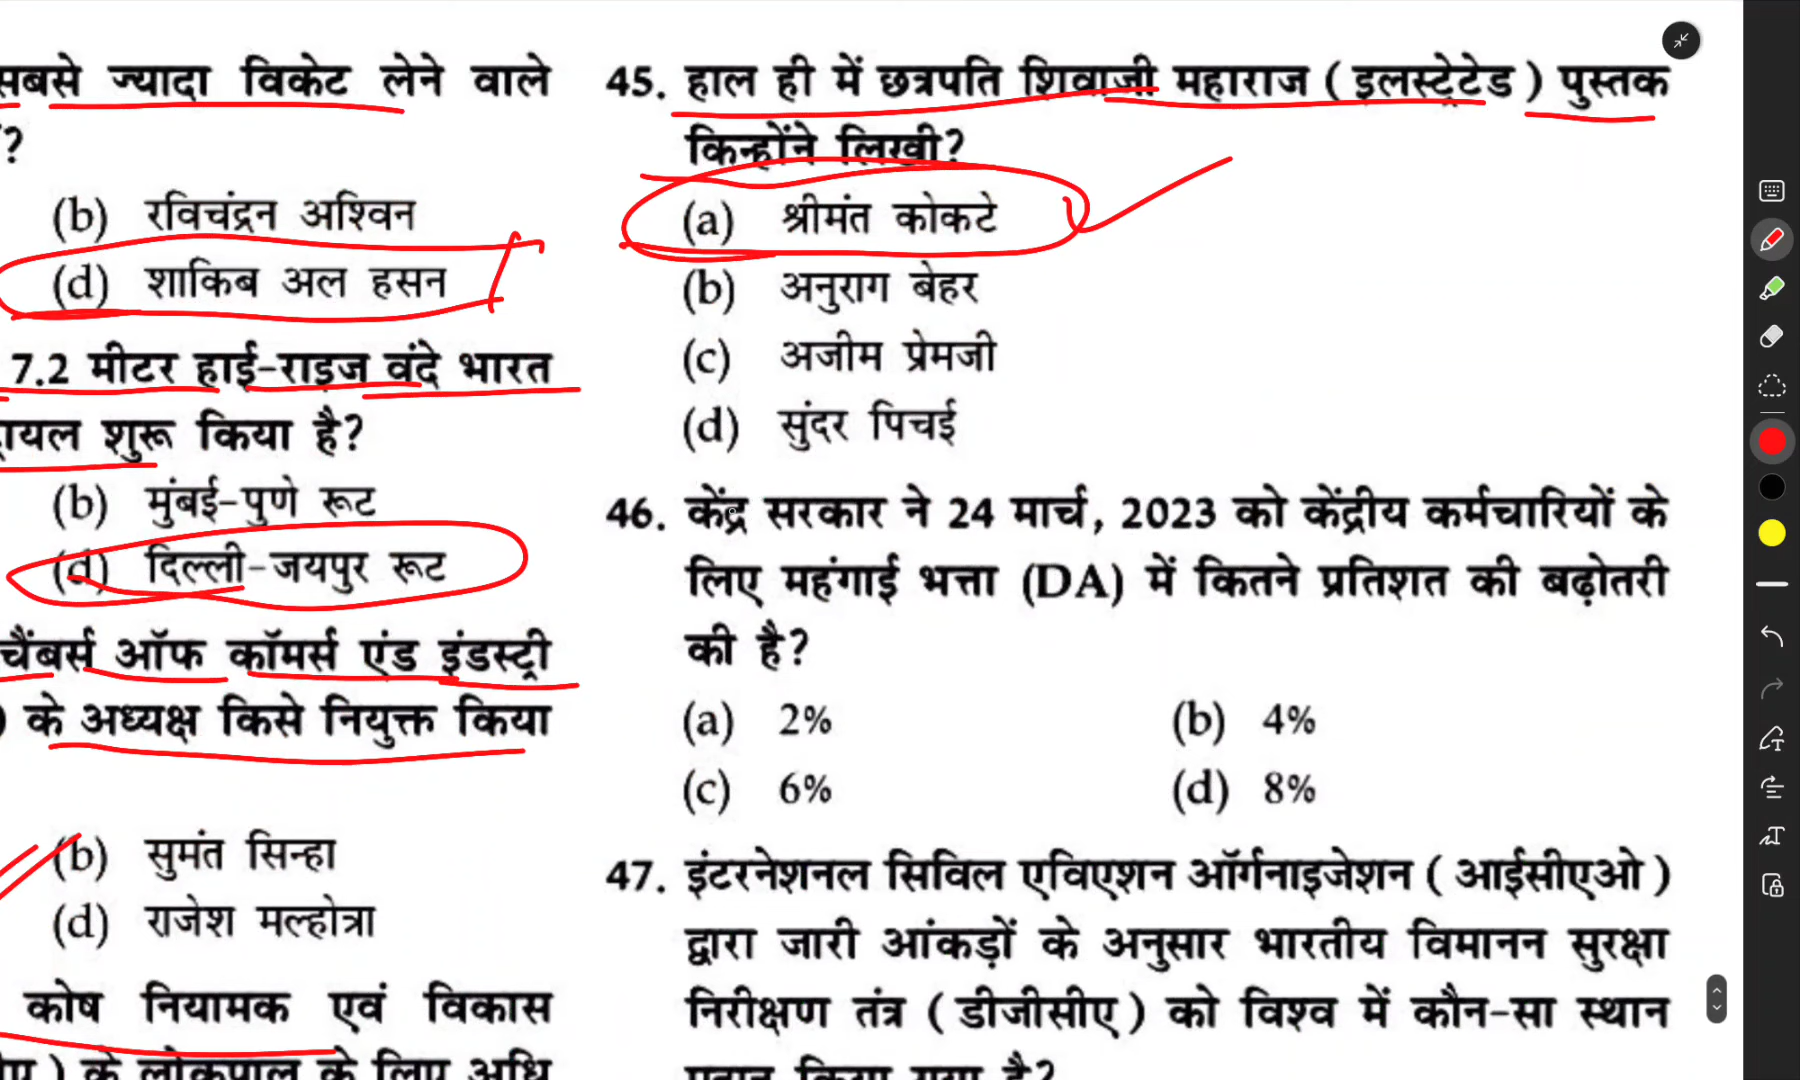 सबसे ज्यादा विकेट लेने वाले
?
(b) रविचंद्रन अश्विन
(d) शाकिब अल हसन
7.2 मीटर हाई-राइज वंदे भारत
ट्रायल शुरू किया है?
(b) मुंबई-पुणे रूट
(d) दिल्ली-जयपुर रूट
चैंबर्स ऑफ कॉमर्स एंड इंडस्ट्री
) के अध्यक्ष किसे नियुक्त किया
(b) सुमंत सिन्हा
(d) राजेश मल्होत्रा
कोष नियामक एवं विकास
) के लोकपाल के लिए अधि
45. हाल ही में छत्रपति शिवाजी महाराज ( इलस्ट्रेटेड ) पुस्तक
किन्होंने लिखी?
(a) श्रीमंत कोकटे
(b) अनुराग बेहर
(c) अजीम प्रेमजी
(d) सुंदर पिचई
46. केंद्र सरकार ने 24 मार्च, 2023 को केंद्रीय कर्मचारियों के
लिए महंगाई भत्ता (DA) में कितने प्रतिशत की बढ़ोतरी
की है?
(a) 2% (b) 4%
(c) 6% (d) 8%
47. इंटरनेशनल सिविल एविएशन ऑर्गनाइजेशन ( आईसीएओ )
द्वारा जारी आंकड़ों के अनुसार भारतीय विमानन सुरक्षा
निरीक्षण तंत्र ( डीजीसीए ) को विश्व में कौन-सा स्थान
प्रदान किया गया है?